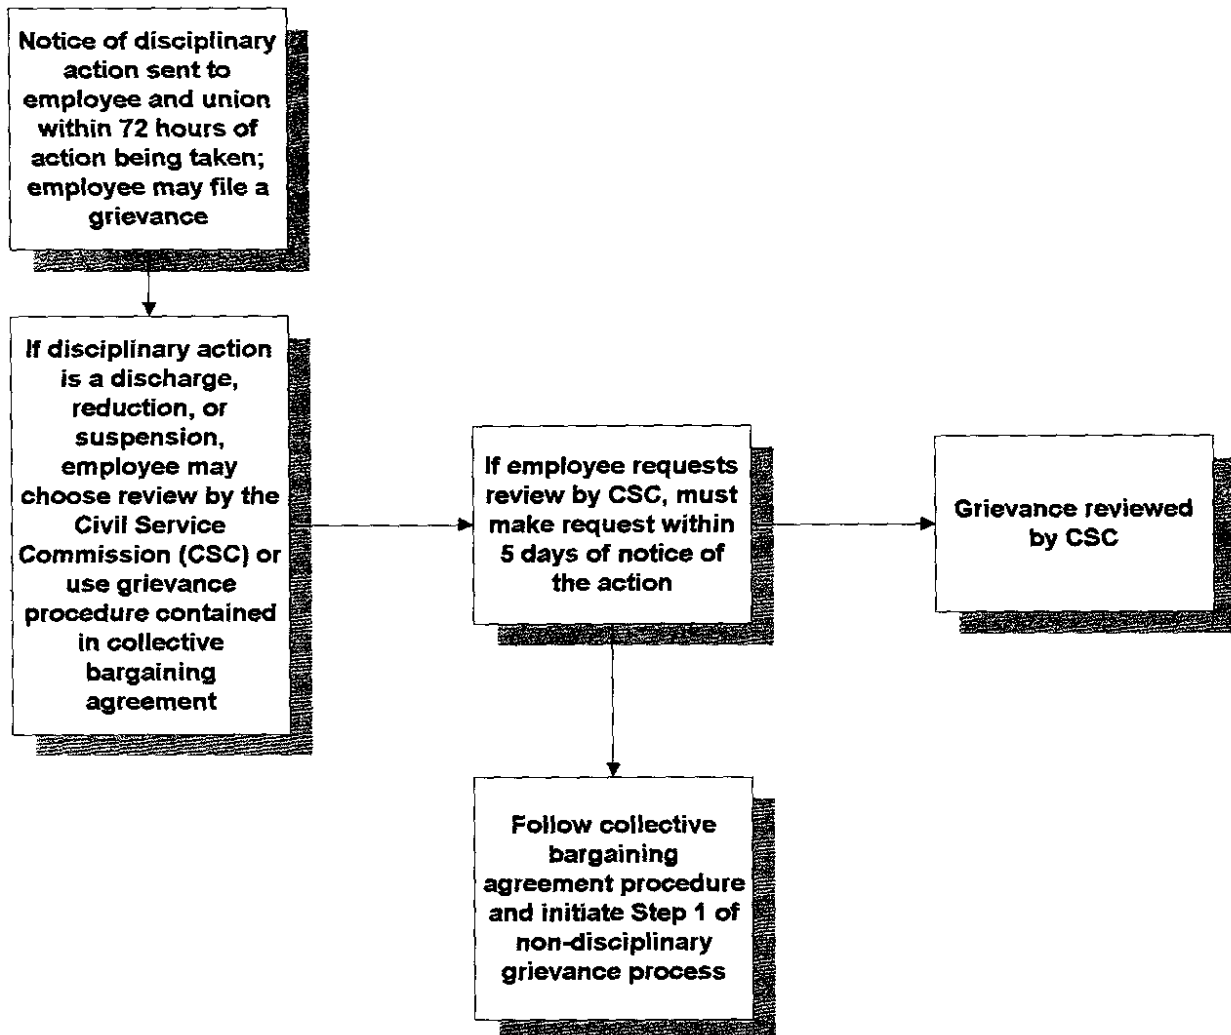 Notice of disciplinary
action sent to
employee and union
within 72 hours of
action being taken;
employee may file a
grievance
If disciplinary action
is a discharge,
reduction, or
suspension,
employee may
choose review by the
Civil Service
Commission (CSC) or
use grievance
procedure contained
in collective
bargaining
agreement
If employee requests
review by CSC, must
make request within
5 days of notice of
the action
Grievance reviewed
by CSC
Follow collective
bargaining
agreement procedure
and initiate Step 1 of
non-disciplinary
grievance process